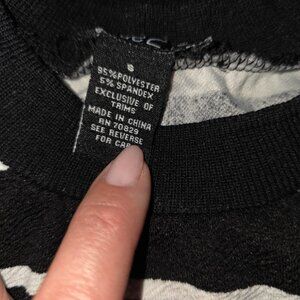 S
95%POLYESTER
5% SPANDEX
EXCLUSIVE OF
TRIMS
MADE IN CHINA
RN 70829
SEE REVERSE
FOR CARE